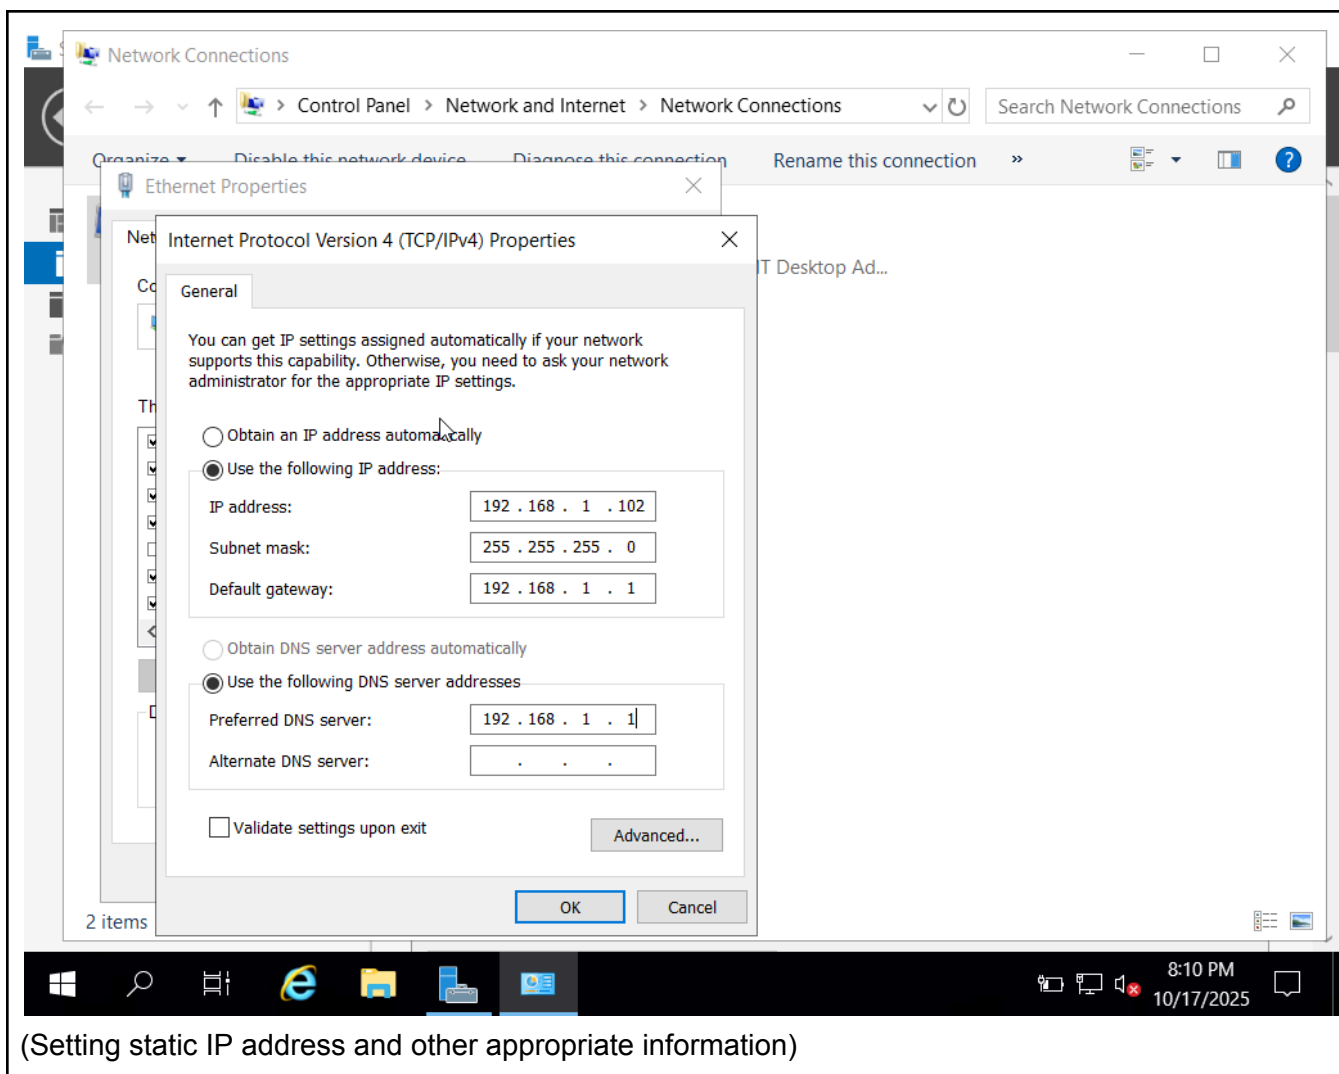 Network Connections
Control Panel > Network and Internet > Network Connections
Search Network Connections
Organize
Disable this network device
Diagnose this connection
Rename this connection
»
Ethernet Properties
Internet Protocol Version 4 (TCP/IPv4) Properties
IT Desktop Ad...
General
You can get IP settings assigned automatically if your network
supports this capability. Otherwise, you need to ask your network
administrator for the appropriate IP settings.
Obtain an IP address automatically
Use the following IP address:
IP address: 192 . 168 . 1 . 102
Subnet mask: 255 . 255 . 255 . 0
Default gateway: 192 . 168 . 1 . 1
Obtain DNS server address automatically
Use the following DNS server addresses
Preferred DNS server: 192 . 168 . 1 . 1
Alternate DNS server: . . .
Validate settings upon exit
Advanced...
OK
Cancel
2 items
8:10 PM
10/17/2025
(Setting static IP address and other appropriate information)